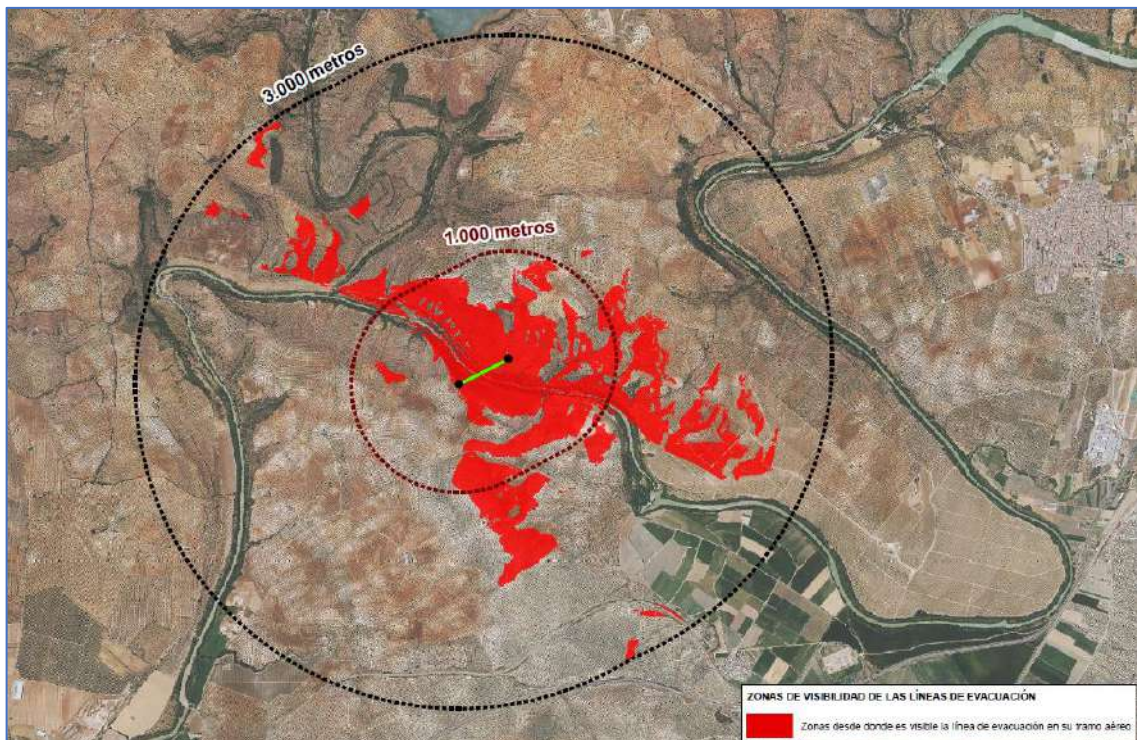 3.000 metros
1.000 metros
ZONAS DE VISIBILIDAD DE LAS LÍNEAS DE EVACUACIÓN
Zonas desde donde es visible la línea de evacuación en su tramo aéreo